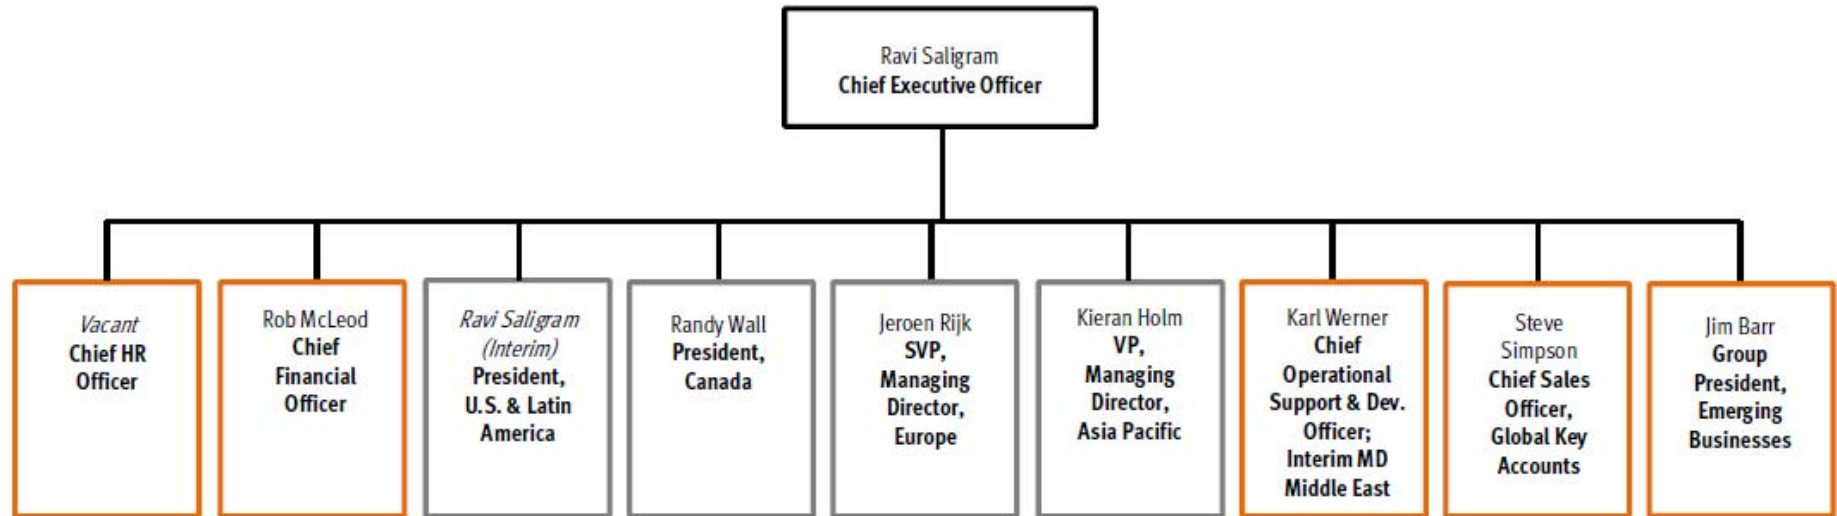 Ravi Saligram
Chief Executive Officer
Vacant
Chief HR
Officer
Rob McLeod
Chief
Financial
Officer
Ravi Saligram
(Interim)
President,
U.S. & Latin
America
Randy Wall
President,
Canada
Jeroen Rijk
SVP,
Managing
Director,
Europe
Kieran Holm
VP,
Managing
Director,
Asia Pacific
Karl Werner
Chief
Operational
Support & Dev.
Officer;
Interim MD
Middle East
Steve
Simpson
Chief Sales
Officer,
Global Key
Accounts
Jim Barr
Group
President,
Emerging
Businesses